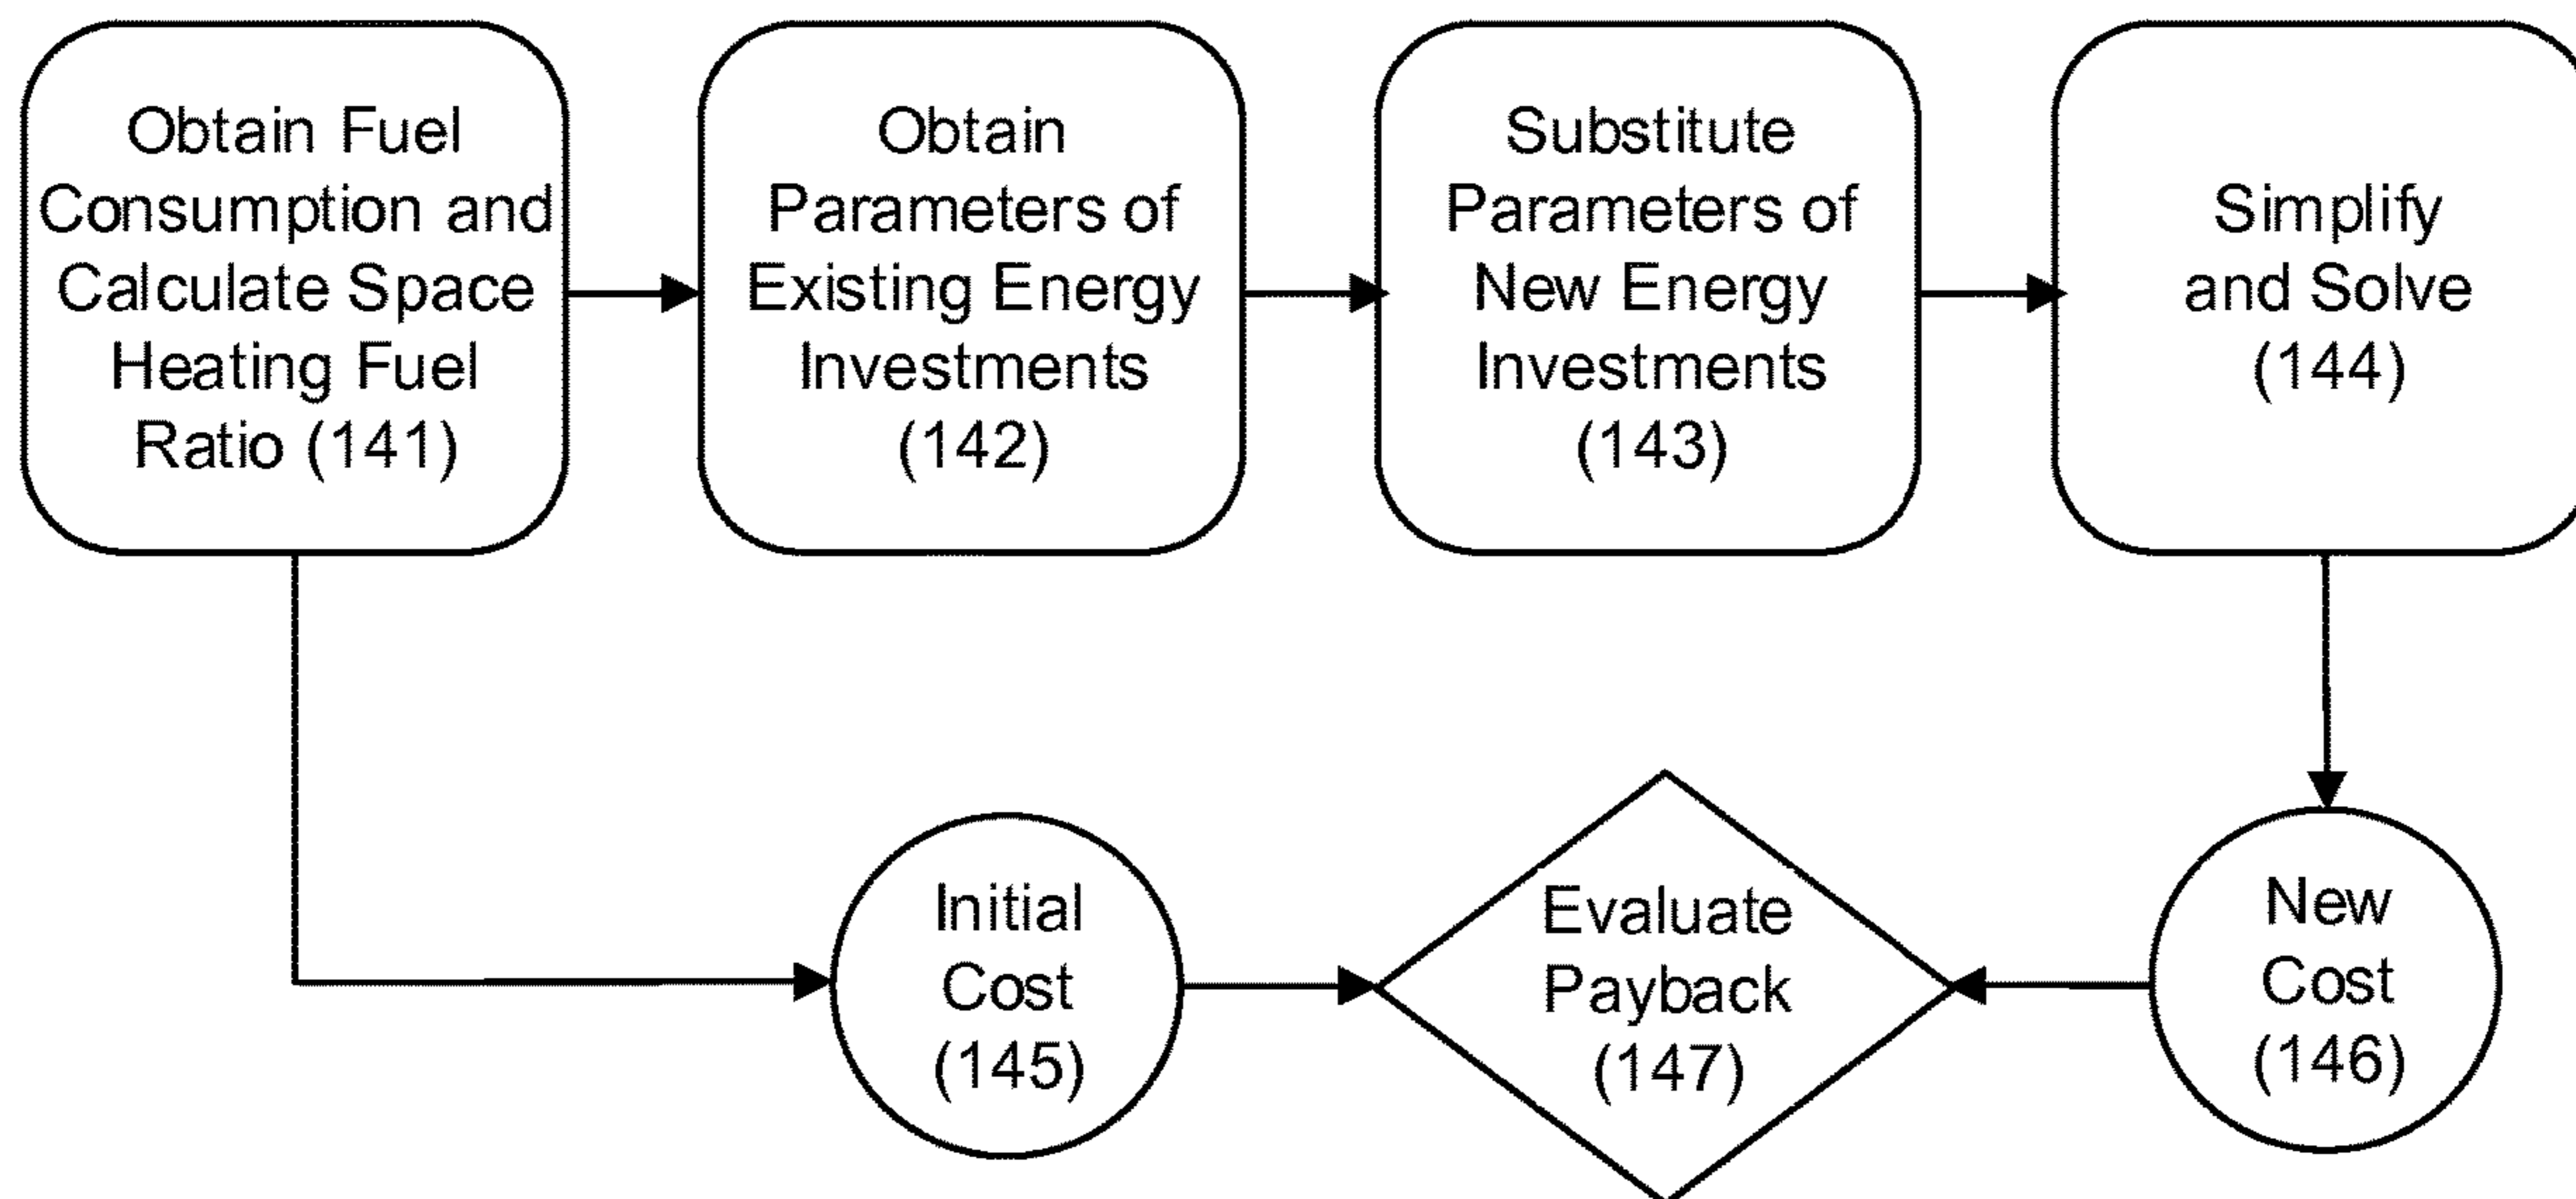 Obtain Fuel
Consumption and
Calculate Space
Heating Fuel
Ratio (141)
Obtain
Parameters of
Existing Energy
Investments
(142)
Substitute
Parameters of
New Energy
Investments
(143)
Simplify
and Solve
(144)
Initial
Cost
(145)
Evaluate
Payback
(147)
New
Cost
(146)